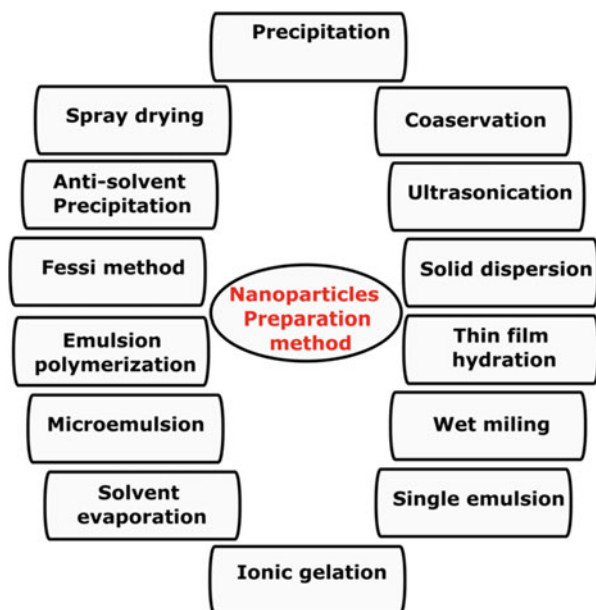 Precipitation
Spray drying
Coaservation
Anti-solvent
Precipitation
Ultrasonication
Fessi method
Solid dispersion
Nanoparticles
Preparation
method
Emulsion
polymerization
Thin film
hydration
Microemulsion
Wet miling
Solvent
evaporation
Single emulsion
Ionic gelation